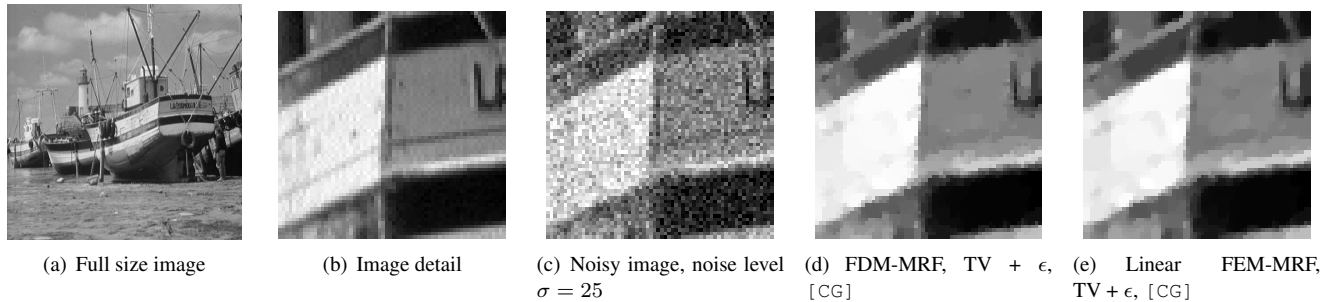 (a) Full size image
(b) Image detail
(c) Noisy image, noise level
σ = 25
(d) FDM-MRF, TV + ϵ,
[CG]
(e) Linear FEM-MRF,
TV + ϵ, [CG]